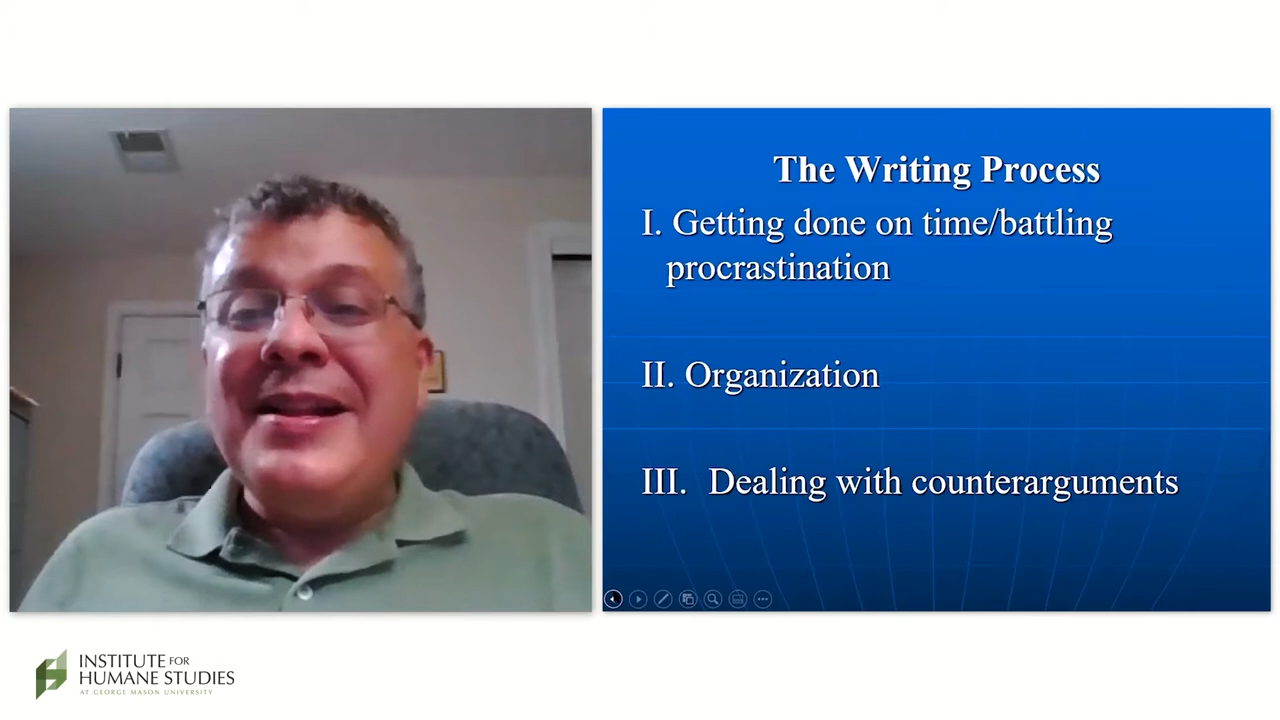 The Writing Process
I. Getting done on time/battling
procrastination
II. Organization
III. Dealing with counterarguments
INSTITUTE FOR
HUMANE STUDIES
AT GEORGE MASON UNIVERSITY